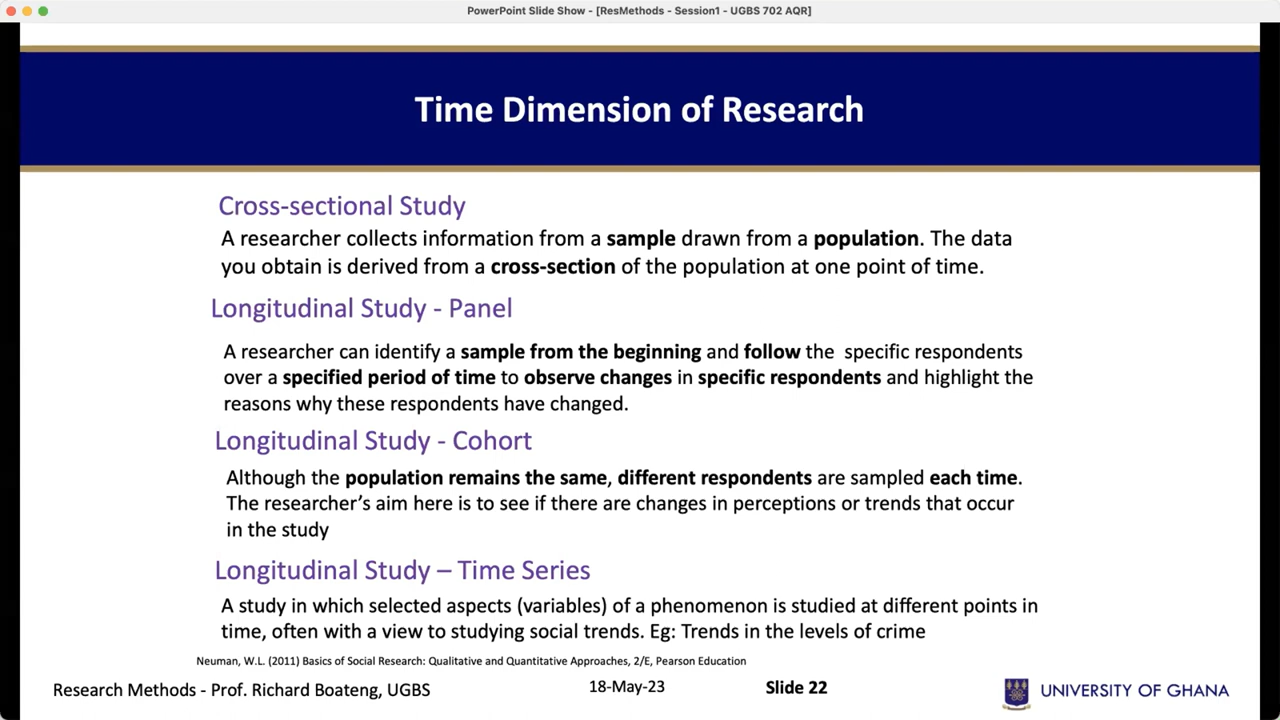 PowerPoint Slide Show - [ResMethods - Session1 - UGBS 702 AQR]
Time Dimension of Research
Cross-sectional Study
A researcher collects information from a sample drawn from a population. The data
you obtain is derived from a cross-section of the population at one point of time.
Longitudinal Study - Panel
A researcher can identify a sample from the beginning and follow the specific respondents
over a specified period of time to observe changes in specific respondents and highlight the
reasons why these respondents have changed.
Longitudinal Study - Cohort
Although the population remains the same, different respondents are sampled each time.
The researcher’s aim here is to see if there are changes in perceptions or trends that occur
in the study
Longitudinal Study – Time Series
A study in which selected aspects (variables) of a phenomenon is studied at different points in
time, often with a view to studying social trends. Eg: Trends in the levels of crime
Neuman, W.L. (2011) Basics of Social Research: Qualitative and Quantitative Approaches, 2/E, Pearson Education
Research Methods - Prof. Richard Boateng, UGBS
18-May-23
Slide 22
UNIVERSITY OF GHANA